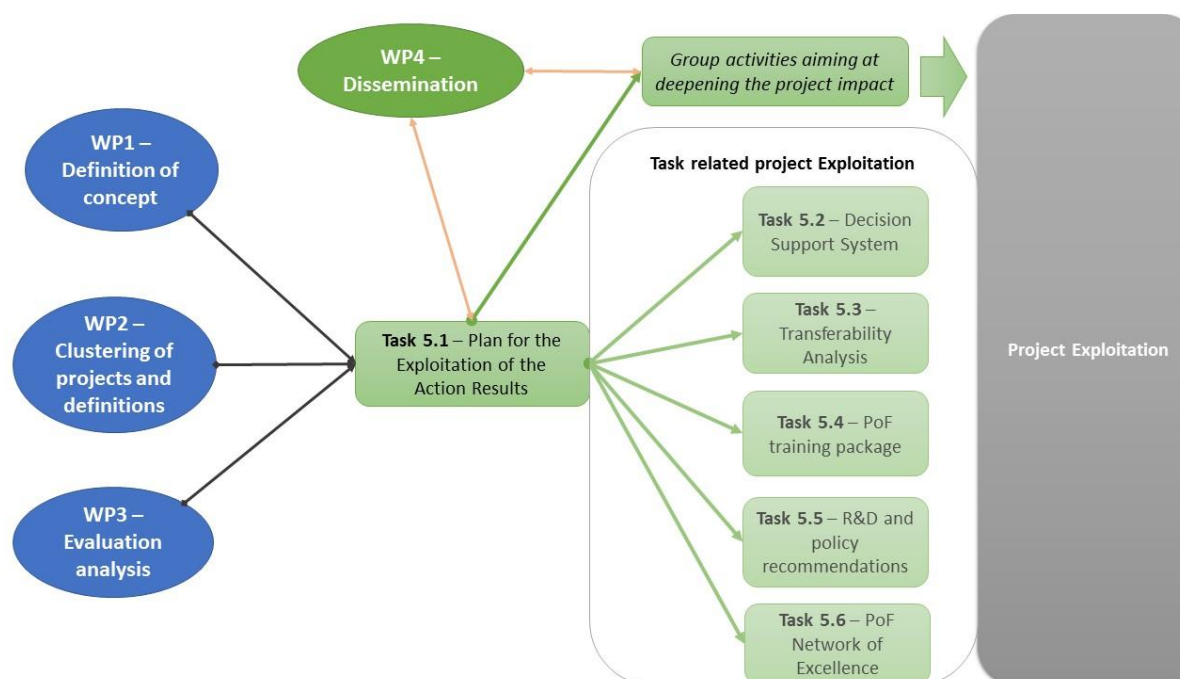 WP4 –
Dissemination
Group activities aiming at
deepening the project impact
WP1 –
Definition of
concept
Task related project Exploitation
Task 5.2 – Decision
Support System
WP2 –
Clustering of
projects and
definitions
Task 5.1 – Plan for the
Exploitation of the
Action Results
Task 5.3 –
Transferability
Analysis
Project Exploitation
Task 5.4 – PoF
training package
WP3 –
Evaluation
analysis
Task 5.5 – R&D and
policy
recommendations
Task 5.6 – PoF
Network of
Excellence